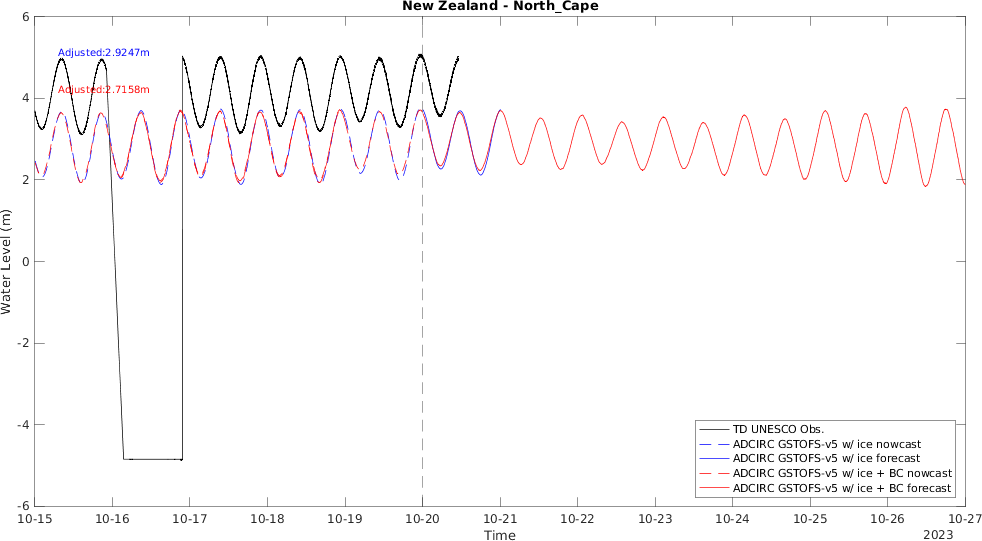 New Zealand - North_Cape
6
4
2
0
-2
-4
-6
Water Level (m)
Adjusted:2.9247m
Adjusted:2.7158m
TD UNESCO Obs.
ADCIRC GSTOFS-v5 w/ ice nowcast
ADCIRC GSTOFS-v5 w/ ice forecast
ADCIRC GSTOFS-v5 w/ ice + BC nowcast
ADCIRC GSTOFS-v5 w/ ice + BC forecast
10-15 10-16 10-17 10-18 10-19 10-20 10-21 10-22 10-23 10-24 10-25 10-26 10-27
Time
2023